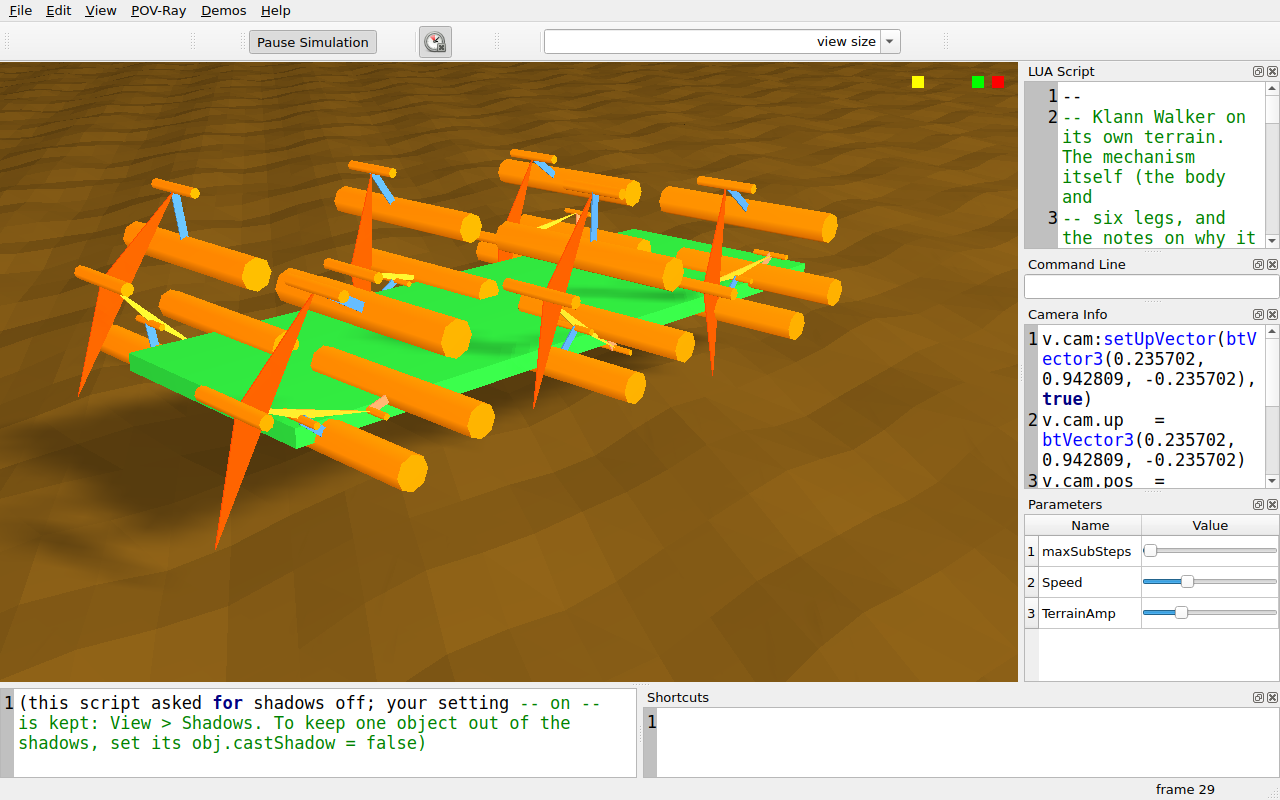 File Edit View POV-Ray Demos Help
Pause Simulation
view size
LUA Script
1 --
2 -- Klann Walker on
its own terrain.
The mechanism
itself (the body
and
3 -- six legs, and
the notes on why it
Command Line
Camera Info
1 v.cam:setUpVector(btV
ector3(0.235702,
0.942809, -0.235702),
true)
2 v.cam.up   =
btVector3(0.235702,
0.942809, -0.235702)
3 v.cam.pos  =
Parameters
Name Value
1 maxSubSteps
2 Speed
3 TerrainAmp
1 (this script asked for shadows off; your setting -- on --
is kept: View > Shadows. To keep one object out of the
shadows, set its obj.castShadow = false)
Shortcuts
1
frame 29